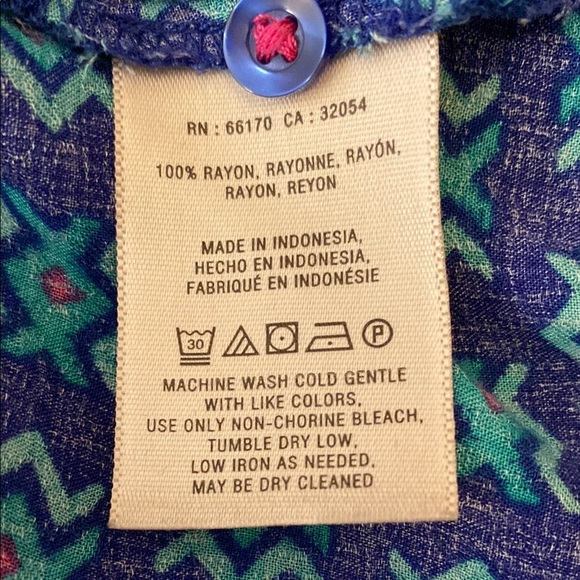 RN : 66170 CA : 32054
100% RAYON, RAYONNE, RAYÓN,
RAYON, REYON
MADE IN INDONESIA,
HECHO EN INDONESIA,
FABRIQUÉ EN INDONÉSIE
30 P
MACHINE WASH COLD GENTLE
WITH LIKE COLORS,
USE ONLY NON-CHORINE BLEACH,
TUMBLE DRY LOW,
LOW IRON AS NEEDED,
MAY BE DRY CLEANED